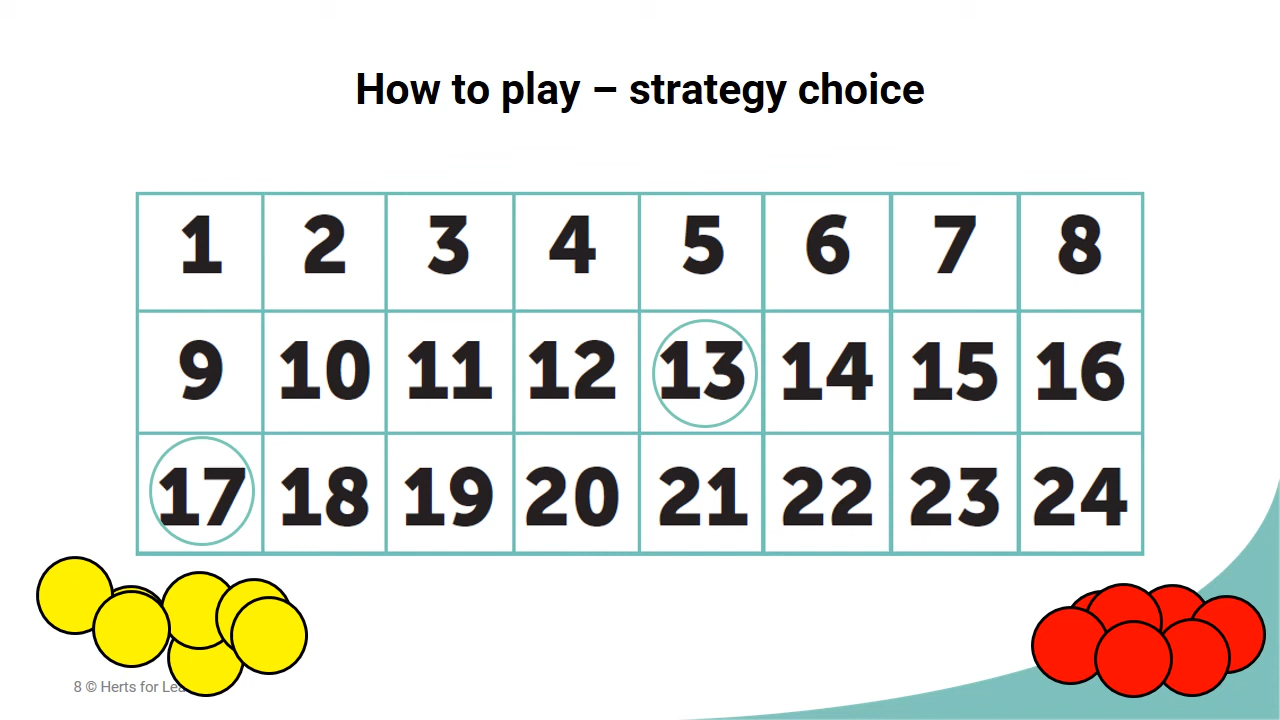 How to play – strategy choice
1 2 3 4 5 6 7 8
9 10 11 12 13 14 15 16
17 18 19 20 21 22 23 24
8 © Herts for